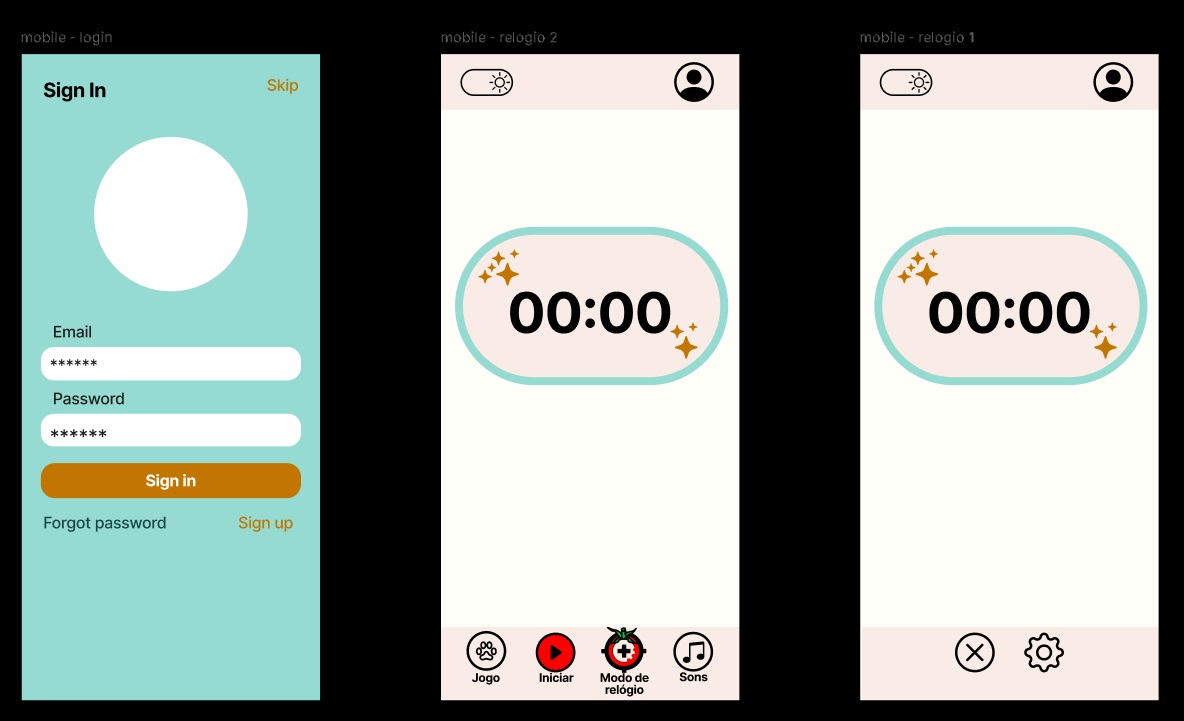 mobile - login
Sign In
Skip
Email
******
Password
******
Sign in
Forgot password
Sign up
mobile - relogio 2
00:00
Jogo
Iniciar
Modo de
relógio
Sons
mobile - relogio 1
00:00